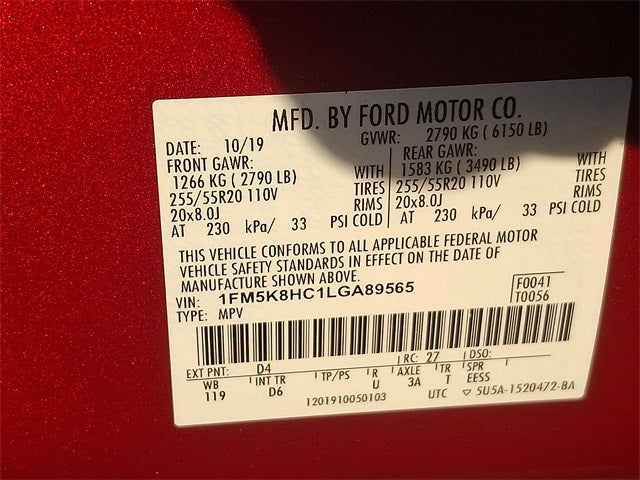 MFD. BY FORD MOTOR CO.
DATE: 10/19 GVWR: 2790 KG ( 6150 LB)
FRONT GAWR: REAR GAWR:
1266 KG ( 2790 LB) WITH 1583 KG ( 3490 LB) WITH
255/55R20 110V TIRES 255/55R20 110V TIRES
20x8.0J RIMS 20x8.0J RIMS
AT 230 kPa/ 33 PSI COLD AT 230 kPa/ 33 PSI COLD
THIS VEHICLE CONFORMS TO ALL APPLICABLE FEDERAL MOTOR
VEHICLE SAFETY STANDARDS IN EFFECT ON THE DATE OF
MANUFACTURE SHOWN ABOVE.
VIN: 1FM5K8HC1LGA89565 F0041
TYPE: MPV T0056
EXT PNT: D4 RC: 27 DSO:
WB INT TR TP/PS R AXLE TR SPR
119 D6 U 3A T EESS
1201910050103 UTC ▽ 5U5A-1520472-BA